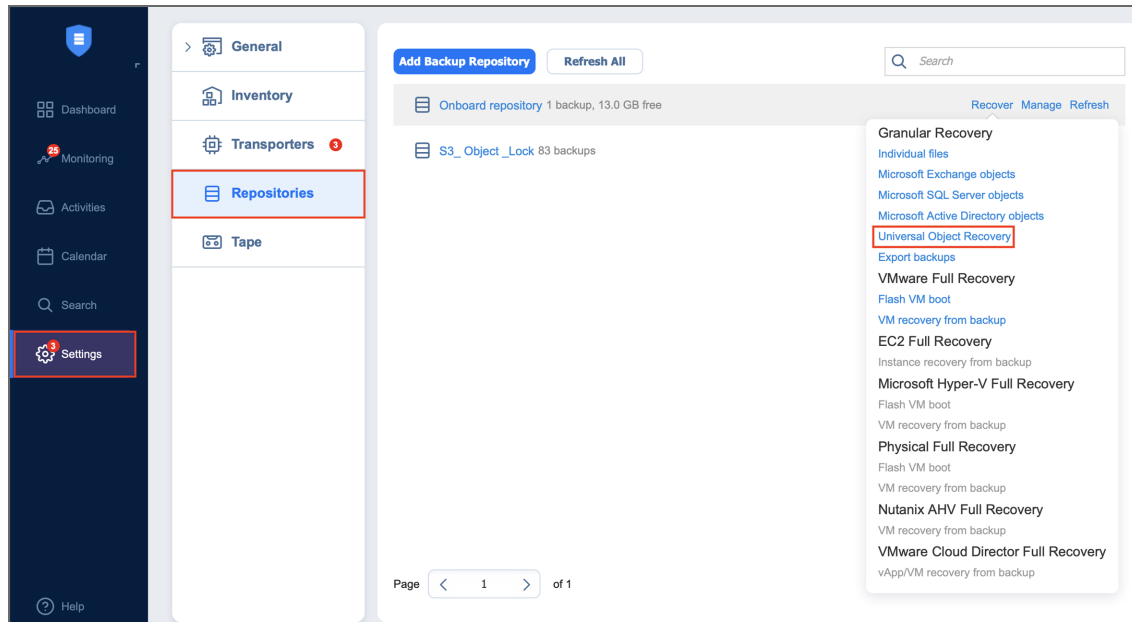 Dashboard
25
Monitoring
Activities
Calendar
Search
3
Settings
Help
General
Inventory
Transporters 3
Repositories
Tape
Add Backup Repository Refresh All Search
Onboard repository 1 backup, 13.0 GB free Recover Manage Refresh
S3_ Object _Lock 83 backups
Granular Recovery
Individual files
Microsoft Exchange objects
Microsoft SQL Server objects
Microsoft Active Directory objects
Universal Object Recovery
Export backups
VMware Full Recovery
Flash VM boot
VM recovery from backup
EC2 Full Recovery
Instance recovery from backup
Microsoft Hyper-V Full Recovery
Flash VM boot
VM recovery from backup
Physical Full Recovery
Flash VM boot
VM recovery from backup
Nutanix AHV Full Recovery
VM recovery from backup
VMware Cloud Director Full Recovery
vApp/VM recovery from backup
Page 1 of 1